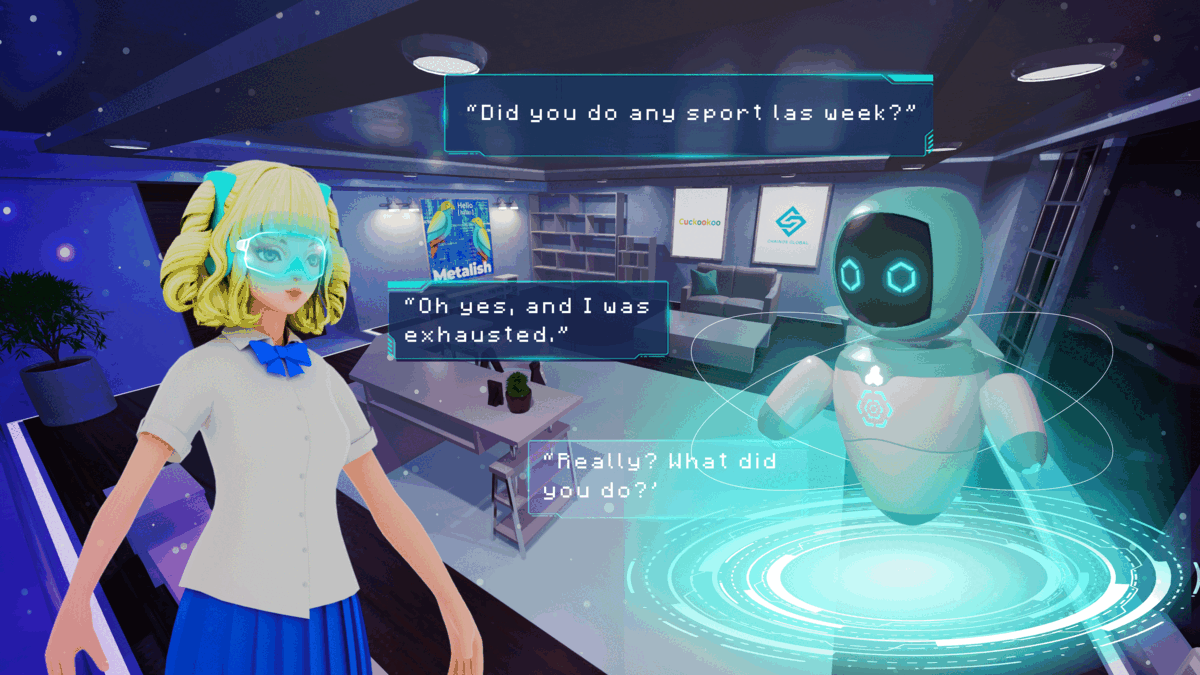 “Did you do any sport las week?”
Hello
Metalish
Cuckookoo
“Oh yes, and I was
exhausted.”
“Really? What did
you do?’